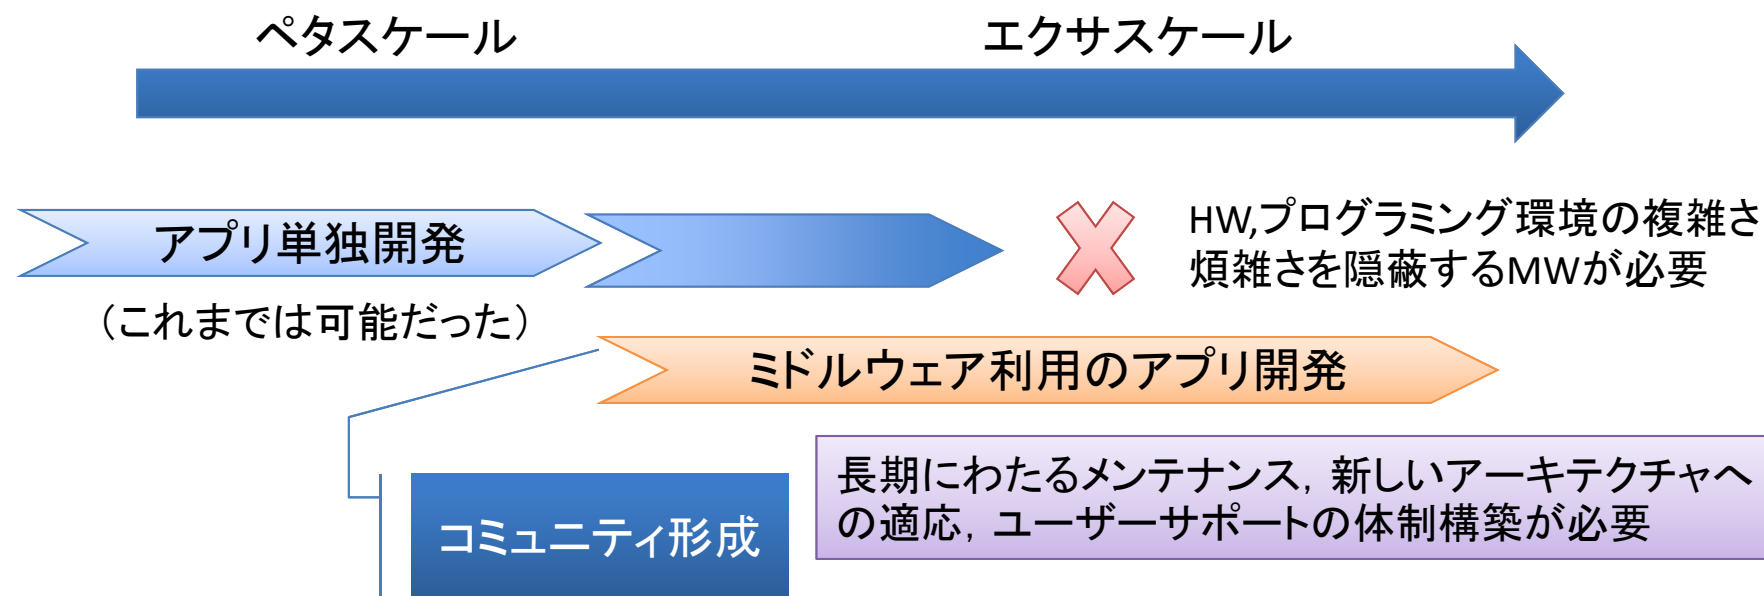 ペタスケール
エクサスケール
アプリ単独開発
（これまでは可能だった）
HW,プログラミング環境の複雑さ
煩雑さを隠蔽するMWが必要
ミドルウェア利用のアプリ開発
コミュニティ形成
長期にわたるメンテナンス，新しいアーキテクチャへ
の適応，ユーザーサポートの体制構築が必要